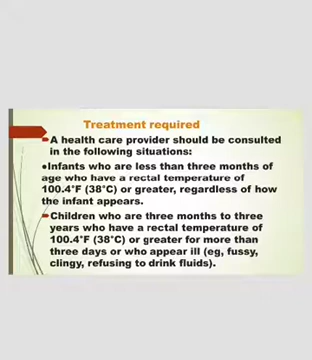 Treatment required
A health care provider should be consulted
in the following situations:
●Infants who are less than three months of
age who have a rectal temperature of
100.4°F (38°C) or greater, regardless of how
the infant appears.
Children who are three months to three
years who have a rectal temperature of
100.4°F (38°C) or greater for more than
three days or who appear ill (eg, fussy,
clingy, refusing to drink fluids).